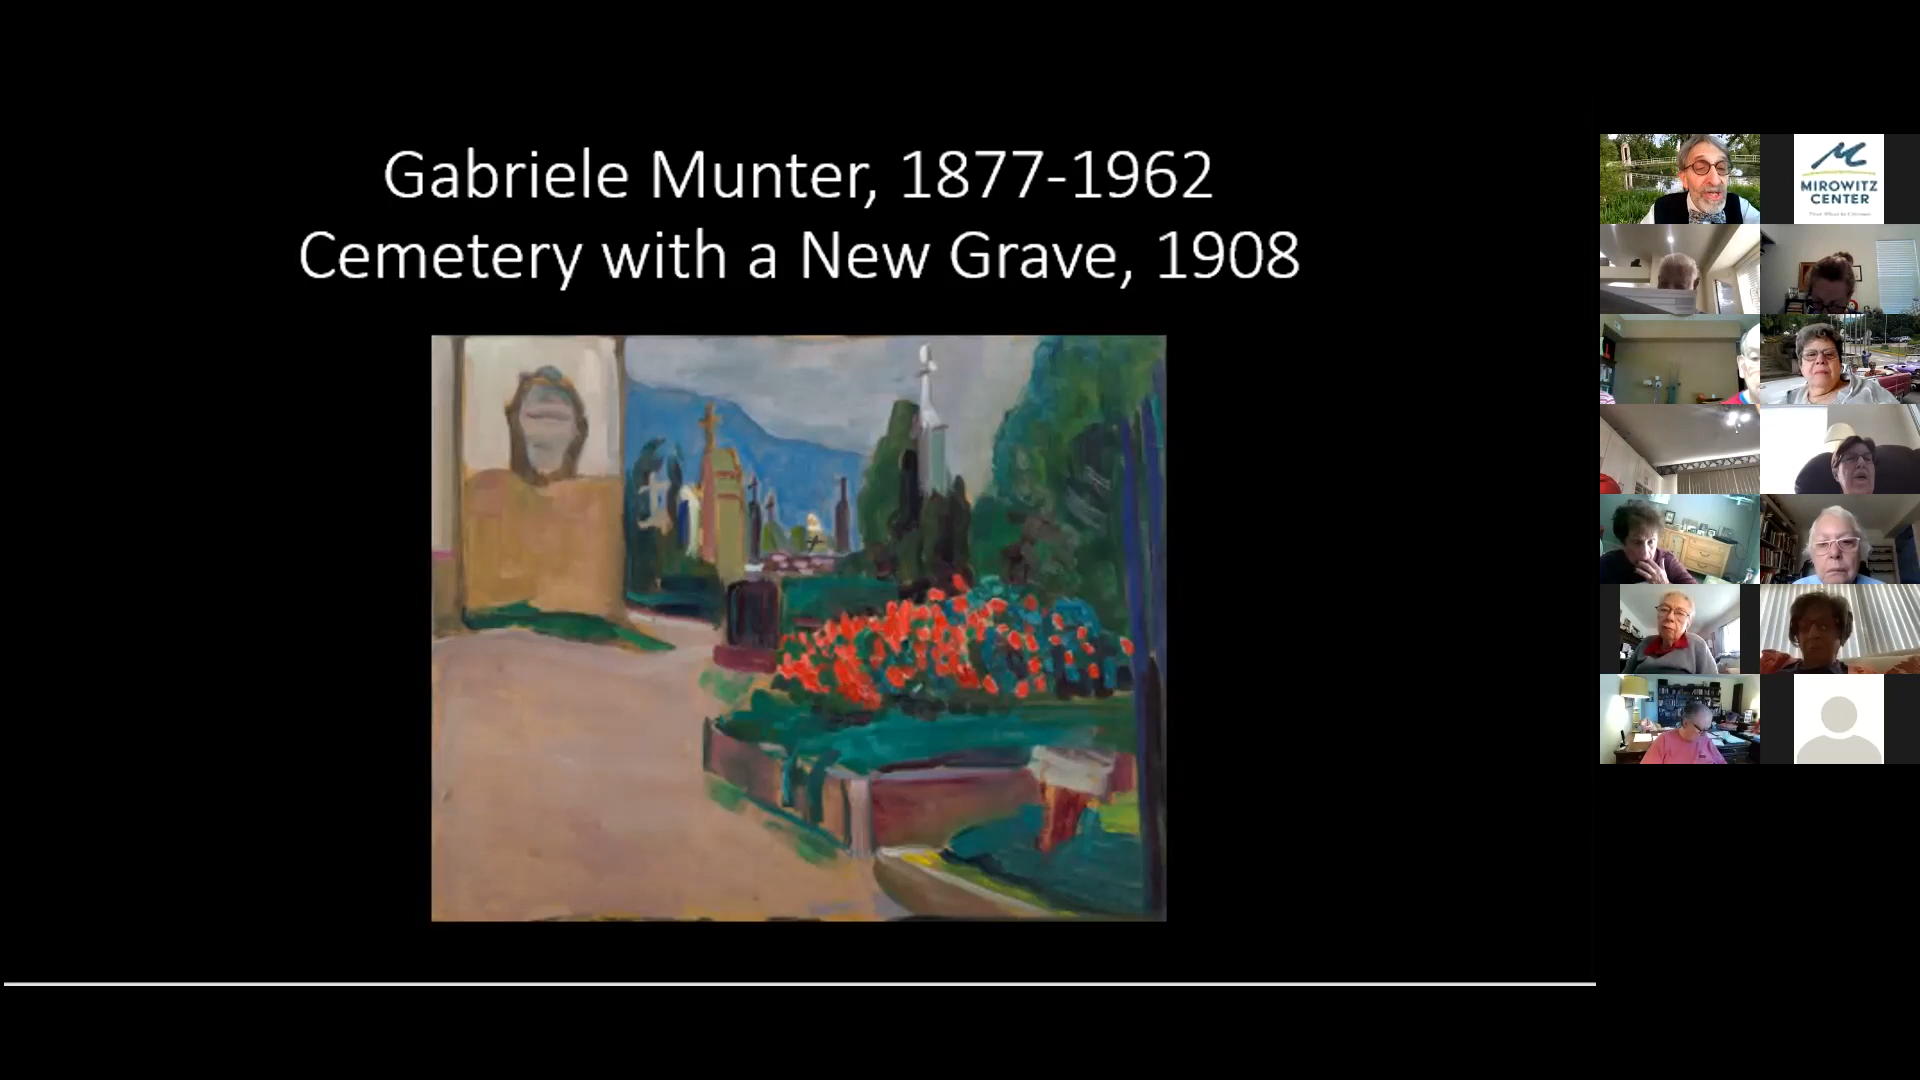 Gabriele Munter, 1877-1962
Cemetery with a New Grave, 1908
MIROWITZ
CENTER